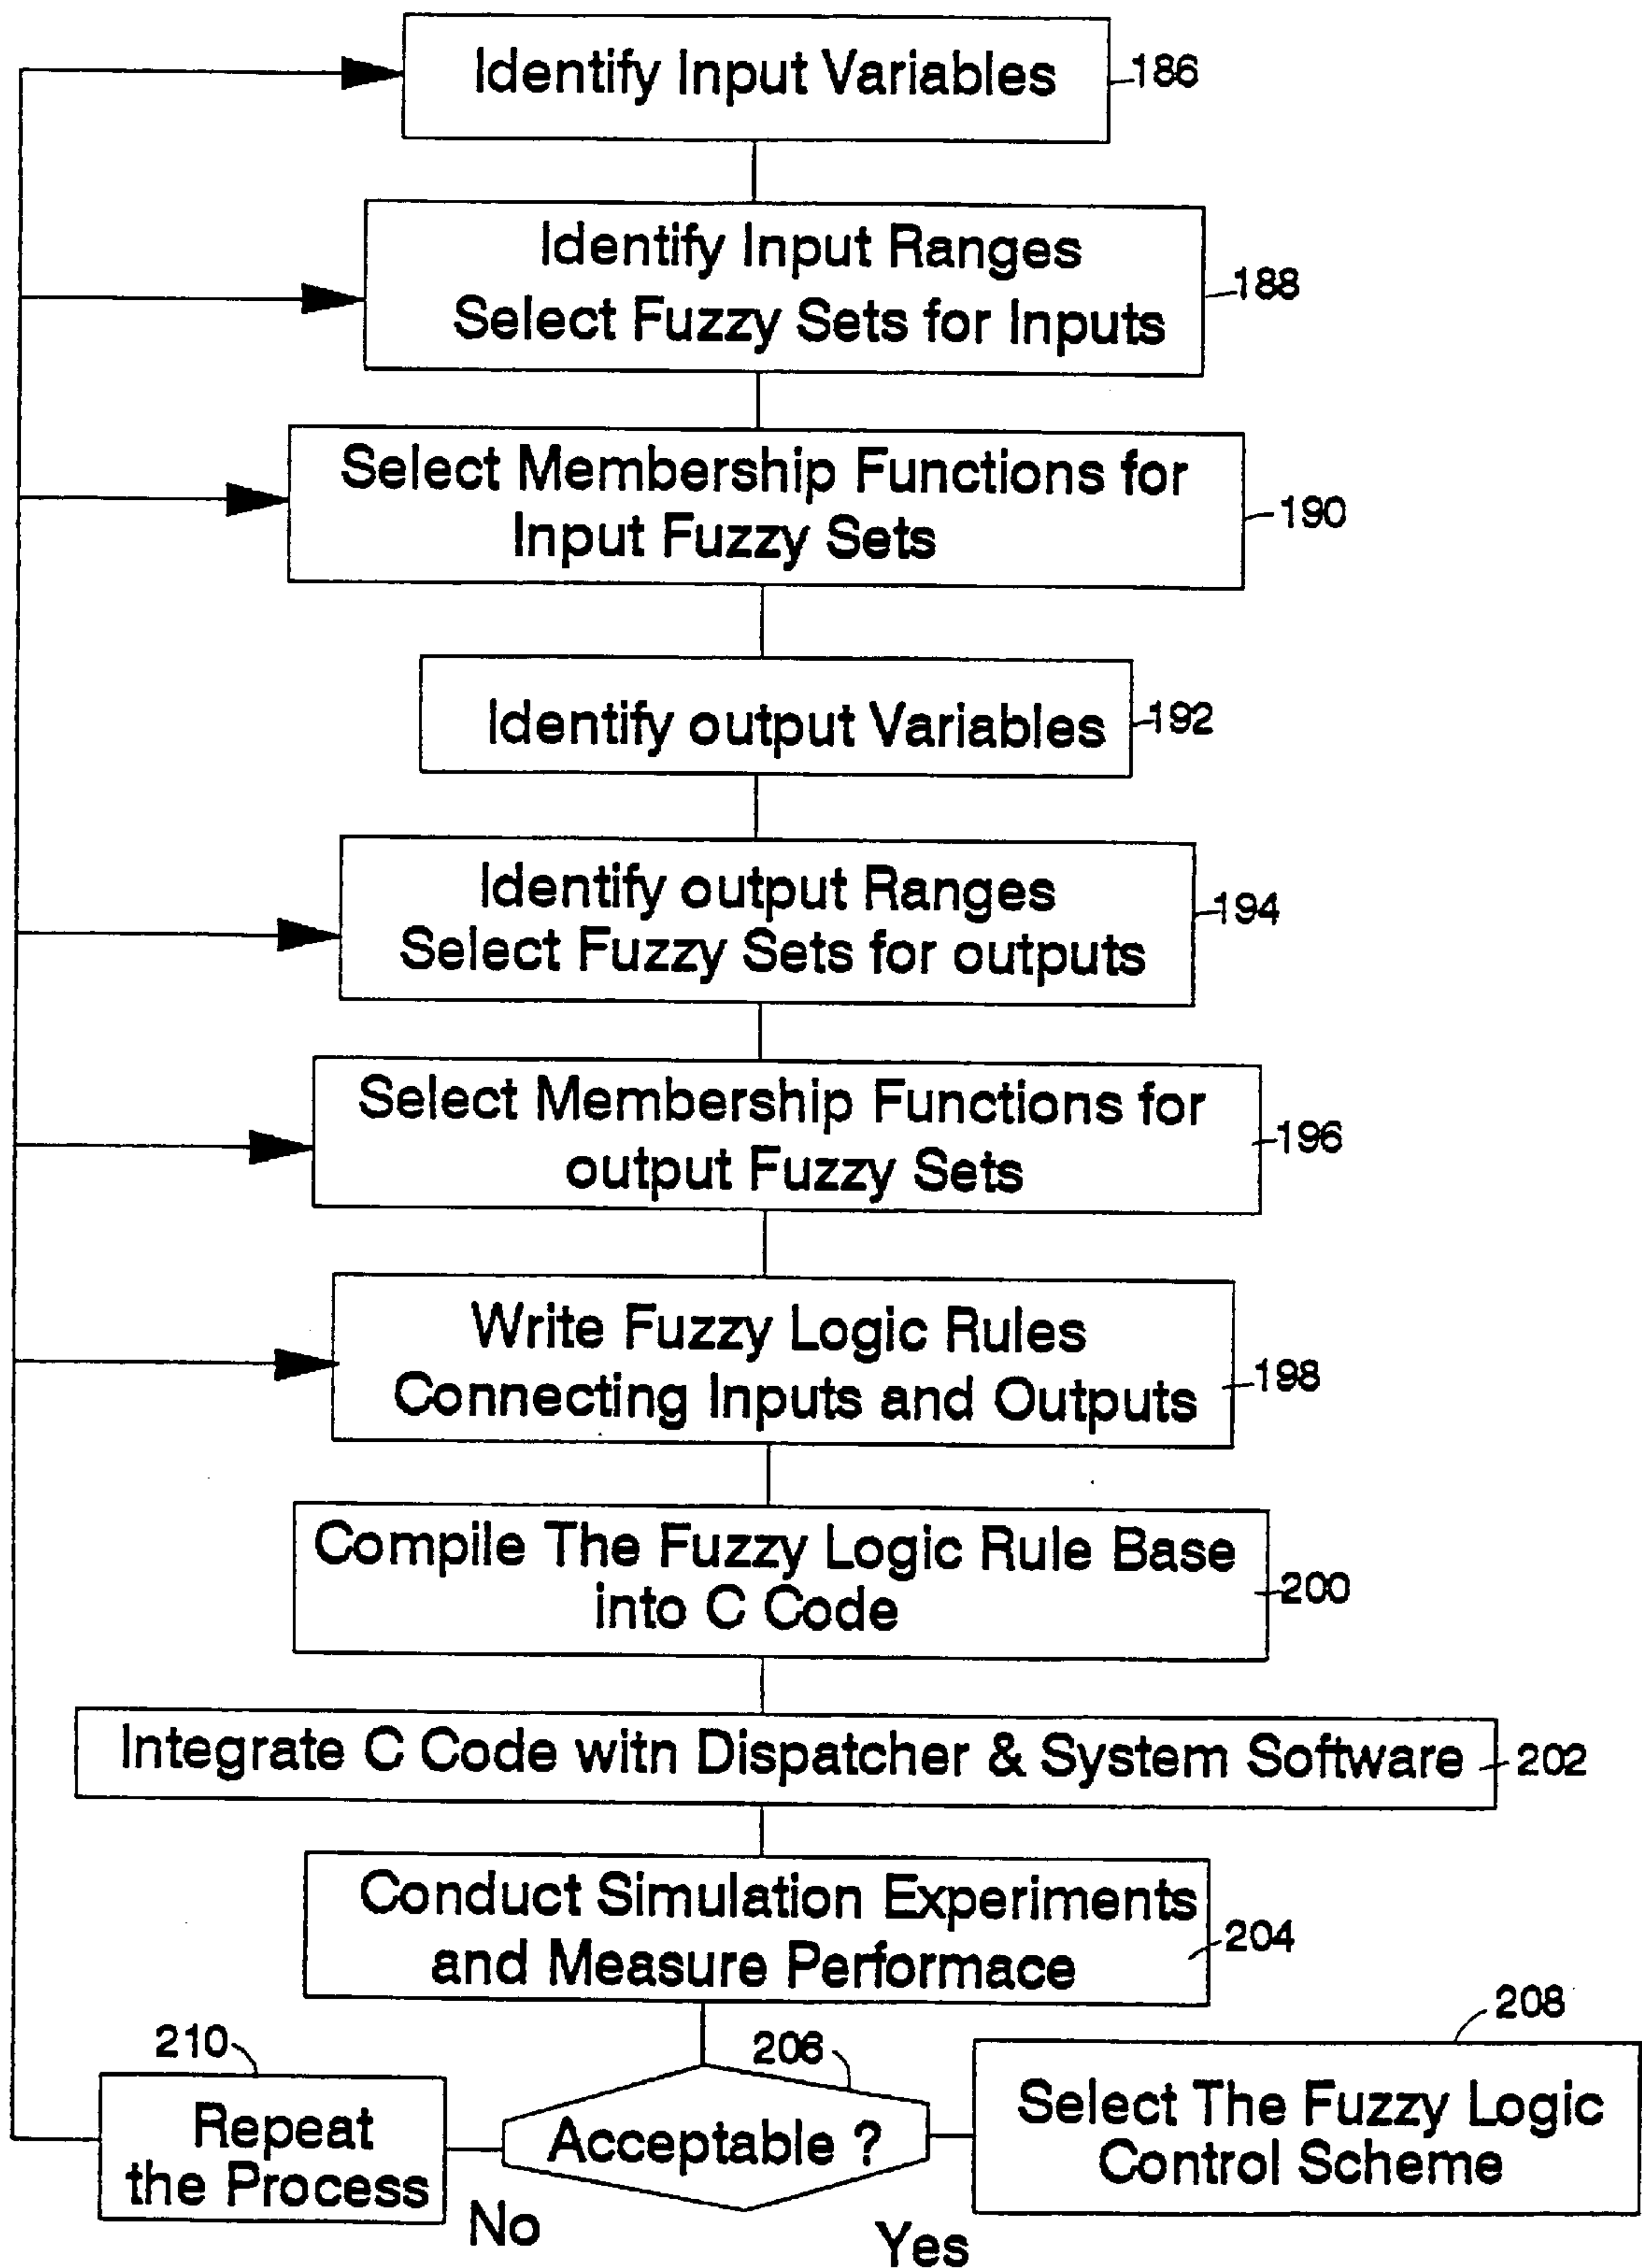 Identify Input Variables
186
Identify Input Ranges
Select Fuzzy Sets for Inputs
188
Select Membership Functions for
Input Fuzzy Sets
190
Identify output Variables
192
Identify output Ranges
Select Fuzzy Sets for outputs
194
Select Membership Functions for
output Fuzzy Sets
196
Write Fuzzy Logic Rules
Connecting Inputs and Outputs
198
Compile The Fuzzy Logic Rule Base
into C Code
200
Integrate C Code witn Dispatcher & System Software
202
Conduct Simulation Experiments
and Measure Performace
204
210
Repeat
the Process
No
206
Acceptable ?
Yes
208
Select The Fuzzy Logic
Control Scheme